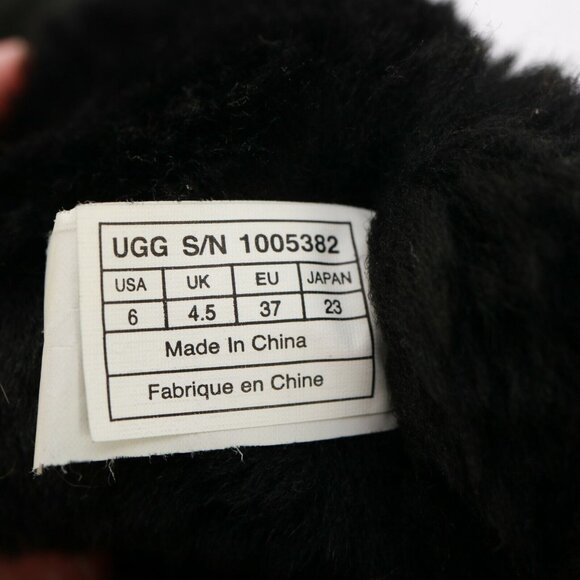 UGG S/N 1005382
USA UK EU JAPAN
6 4.5 37 23
Made In China
Fabrique en Chine